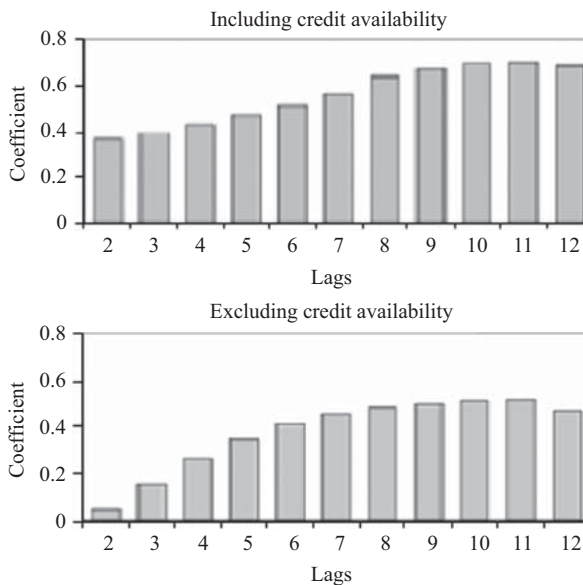 Including credit availability
0.8
0.6
0.4
0.2
0
Coefficient
2 3 4 5 6 7 8 9 10 11 12
Lags
Excluding credit availability
0.8
0.6
0.4
0.2
0
Coefficient
2 3 4 5 6 7 8 9 10 11 12
Lags